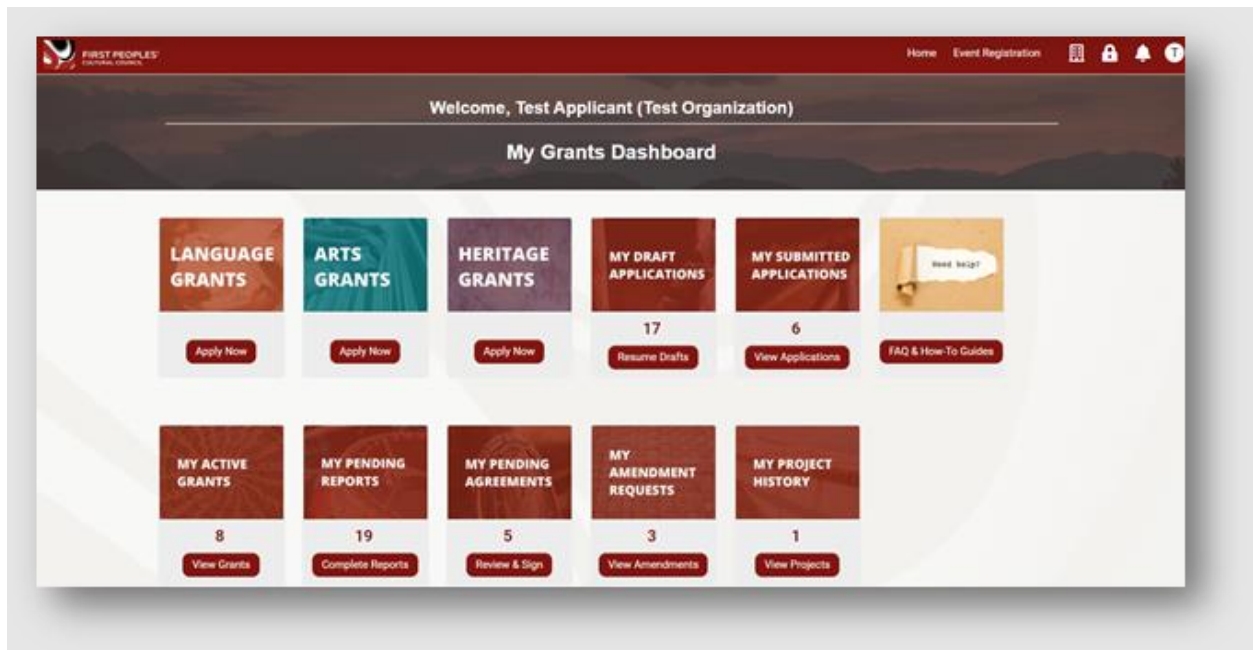 FIRST PEOPLES'
CULTURAL COUNCIL
Home Event Registration
T
Welcome, Test Applicant (Test Organization)
My Grants Dashboard
LANGUAGE
GRANTS
Apply Now
ARTS
GRANTS
Apply Now
HERITAGE
GRANTS
Apply Now
MY DRAFT
APPLICATIONS
17
Resume Drafts
MY SUBMITTED
APPLICATIONS
6
View Applications
Need help?
FAQ & How-To Guides
MY ACTIVE
GRANTS
8
View Grants
MY PENDING
REPORTS
19
Complete Reports
MY PENDING
AGREEMENTS
5
Review & Sign
MY
AMENDMENT
REQUESTS
3
View Amendments
MY PROJECT
HISTORY
1
View Projects